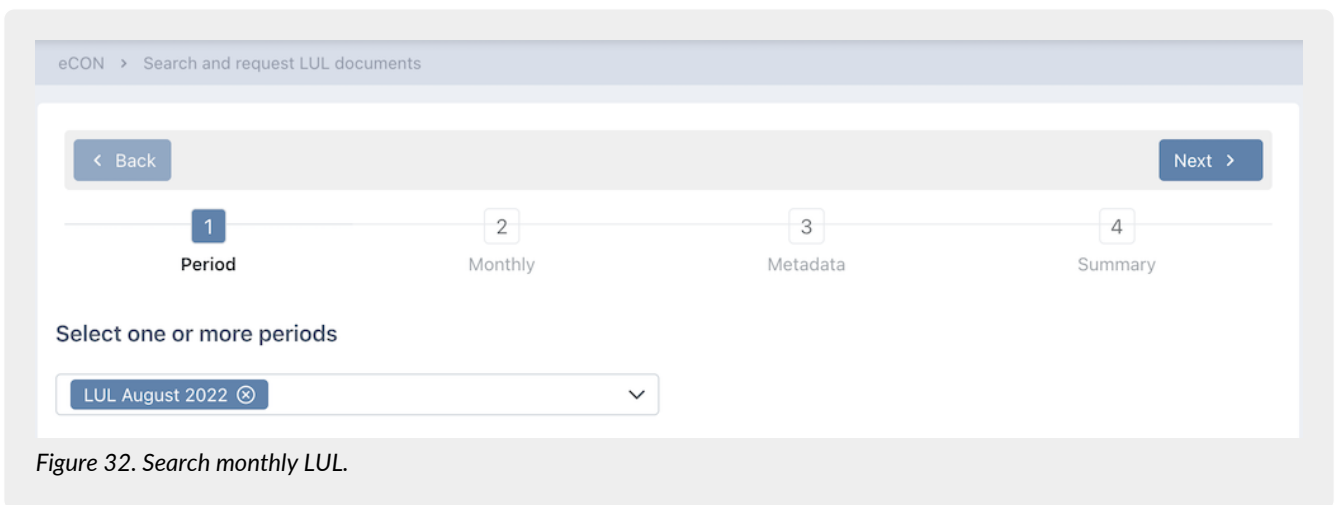 eCON > Search and request LUL documents
< Back
Next >
1
2
3
4
Period
Monthly
Metadata
Summary
Select one or more periods
LUL August 2022
Figure 32. Search monthly LUL.